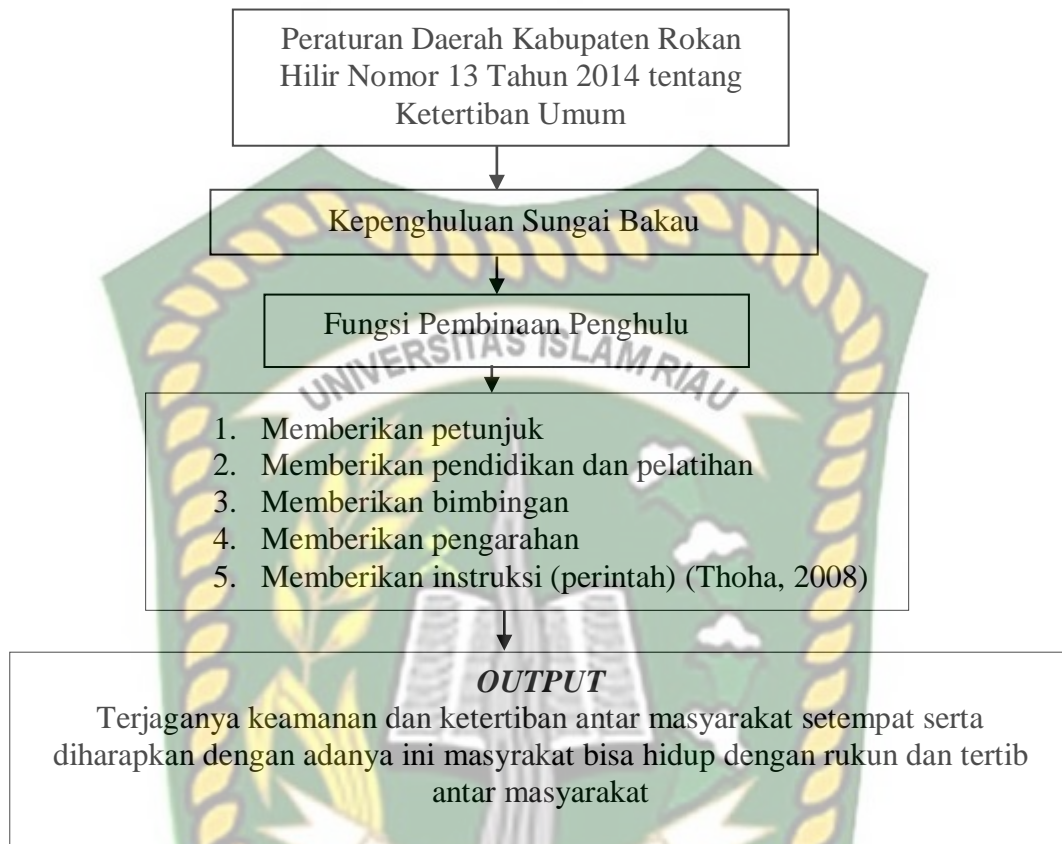 Peraturan Daerah Kabupaten Rokan
Hilir Nomor 13 Tahun 2014 tentang
Ketertiban Umum
Kepenghuluan Sungai Bakau
Fungsi Pembinaan Penghulu
UNIVERSITAS ISLAM RIAU
1. Memberikan petunjuk
2. Memberikan pendidikan dan pelatihan
3. Memberikan bimbingan
4. Memberikan pengarahan
5. Memberikan instruksi (perintah) (Thoha, 2008)
OUTPUT
Terjaganya keamanan dan ketertiban antar masyarakat setempat serta
diharapkan dengan adanya ini masyrakat bisa hidup dengan rukun dan tertib
antar masyarakat